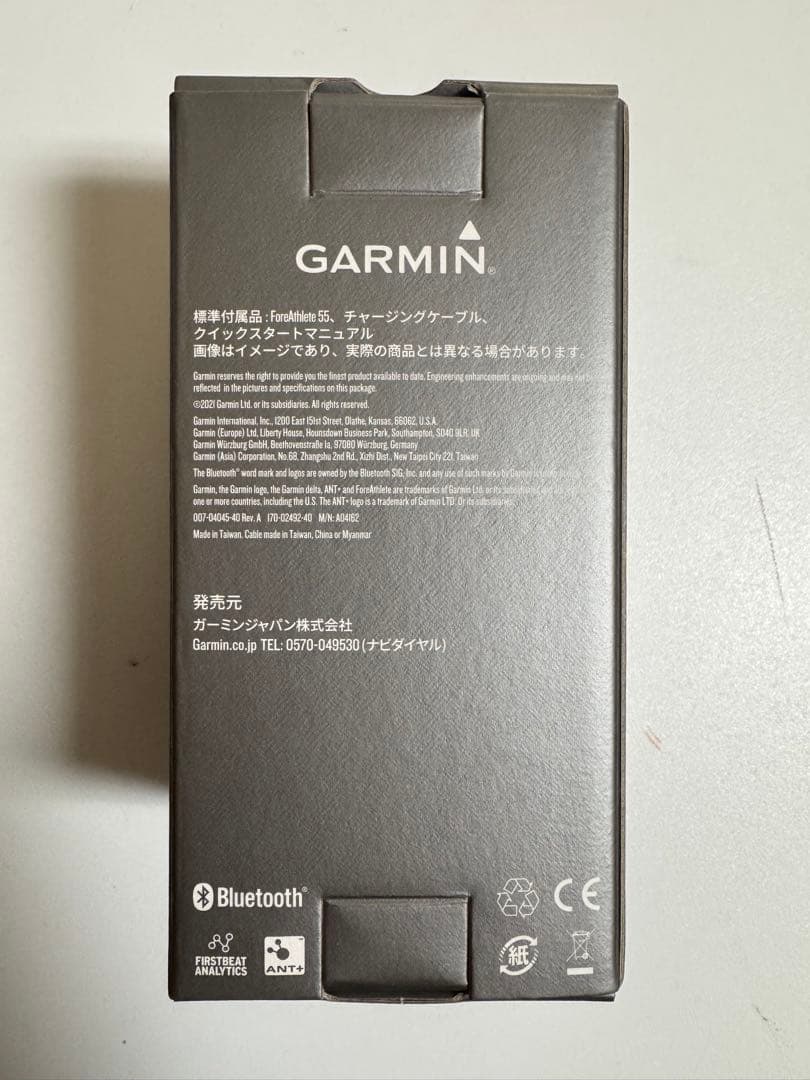 GARMIN®
標準付属品 : ForeAthlete 55、チャージングケーブル、
クイックスタートマニュアル
画像はイメージであり、実際の商品とは異なる場合があります。
Garmin reserves the right to provide you the finest product available to date. Engineering enhancements are ongoing and may not be
reflected in the pictures and specifications on this package.
©2021 Garmin Ltd. or its subsidiaries. All rights reserved.
Garmin International, Inc., 1200 East 151st Street, Olathe, Kansas, 66062, U.S.A.
Garmin (Europe) Ltd, Liberty House, Hounsdown Business Park, Southampton, SO40 9LR, UK
Garmin Würzburg GmbH, Beethovenstraße 1a, 97080 Würzburg, Germany
Garmin (Asia) Corporation, No.68, Zhangshu 2nd Rd., Xizhi Dist., New Taipei City 221, Taiwan
The Bluetooth® word mark and logos are owned by the Bluetooth SIG, Inc. and any use of such marks by Garmin
Garmin, the Garmin logo, the Garmin delta, ANT+ and ForeAthlete are trademarks of Garmin Ltd. or its subsidiaries
one or more countries, including the U.S. The ANT+ logo is a trademark of Garmin LTD. Or its subsidiaries.
007-04045-40 Rev. A 170-02492-40 M/N: A04162
Made in Taiwan. Cable made in Taiwan, China or Myanmar
発売元
ガーミンジャパン株式会社
Garmin.co.jp TEL: 0570-049530 (ナビダイヤル)
Bluetooth®
CE
FIRSTBEAT
ANALYTICS
ANT+
紙